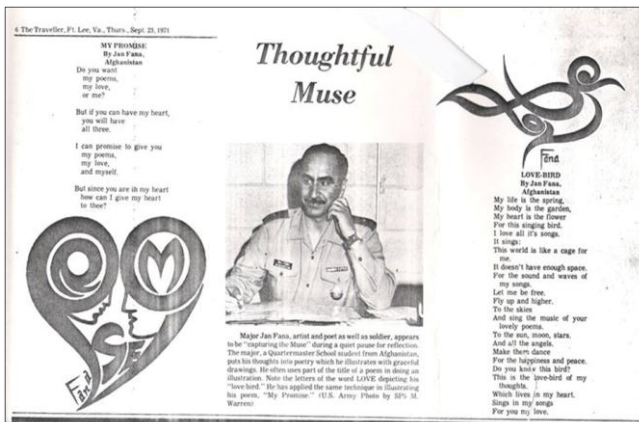 6 The Traveller, Ft. Lee, Va., Thurs., Sept. 23, 1971
MY PROMISE
By Jan Fana,
Afghanistan
Do you want
my poems,
my love,
or me?
But if you can have my heart,
you will have
all three.
I can promise to give you
my poems,
my love,
and myself.
But since you are in my heart
how can I give my heart
to thee?
Fana
Thoughtful
Muse
Major Jan Fana, artist and poet as well as soldier, appears
to be "capturing the Muse" during a quiet pause for reflection.
The major, a Quartermaster School student from Afghanistan,
puts his thoughts into poetry which he illustrates with graceful
drawings. He often uses part of the title of a poem in doing an
illustration. Note the letters of the word LOVE depicting his
"love-bird." He has applied the same technique in illustrating
his poem, "My Promise." (U.S. Army Photo by SP5 M.
Warren)
Fana
LOVE-BIRD
By Jan Fana,
Afghanistan
My life is the spring,
My body is the garden,
My heart is the flower
For this singing bird.
I love all it's songs.
It sings:
This world is like a cage for
me.
It doesn't have enough space.
For the sound and waves of
my songs.
Let me be free.
Fly up and higher.
To the skies
And sing the music of your
lovely poems.
To the sun, moon, stars.
And all the angels.
Make them dance
For the happiness and peace.
Do you know this bird?
This is the love-bird of my
thoughts.
Which lives in my heart.
Sings in my songs
For you my love.